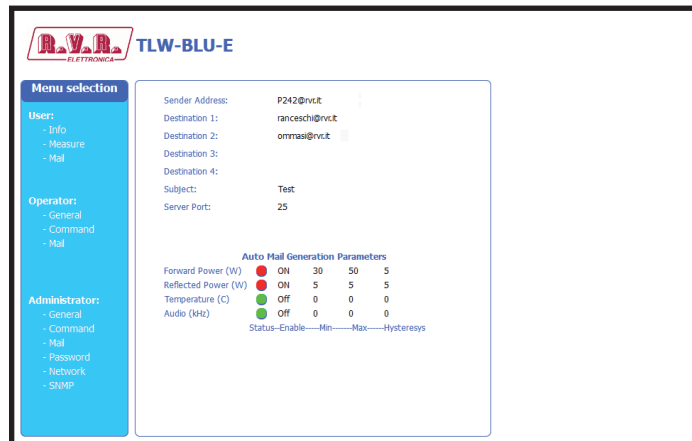 R.V.R.
ELETTRONICA
TLW-BLU-E
Menu selection
User:
- Info
- Measure
- Mail
Operator:
- General
- Command
- Mail
Administrator:
- General
- Command
- Mail
- Password
- Network
- SNMP
Sender Address: P242@rvr.it
Destination 1: ranceschi@rvr.it
Destination 2: ommasi@rvr.it
Destination 3:
Destination 4:
Subject: Test
Server Port: 25
Auto Mail Generation Parameters
Forward Power (W) ON 30 50 5
Reflected Power (W) ON 5 5 5
Temperature (C) Off 0 0 0
Audio (kHz) Off 0 0 0
Status--Enable-----Min-------Max------Hysteresys